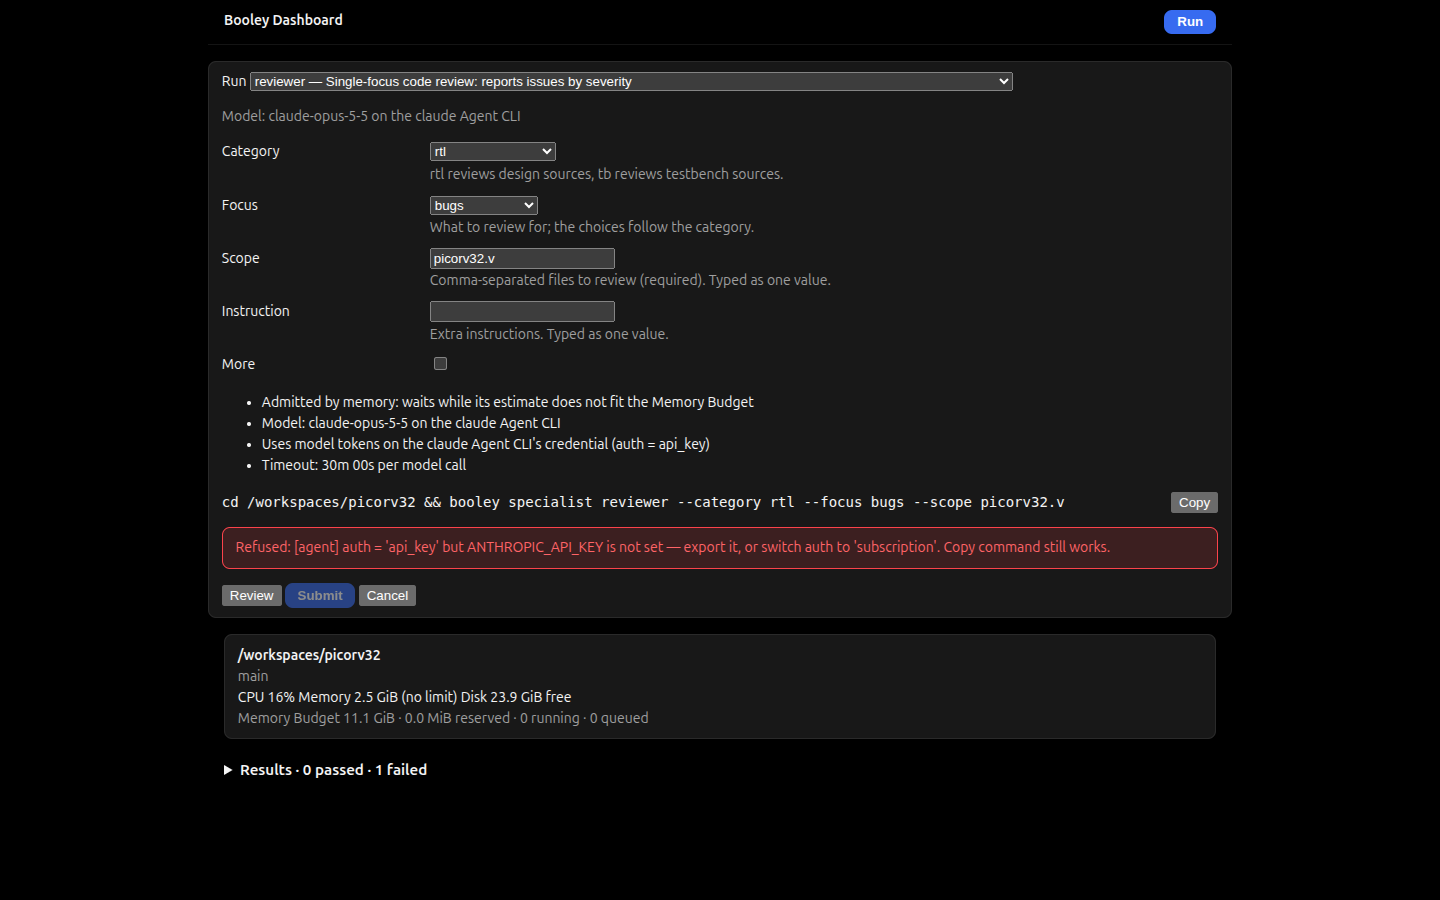 Booley Dashboard
Run
Run reviewer — Single-focus code review: reports issues by severity
Model: claude-opus-5-5 on the claude Agent CLI
Category rtl
rtl reviews design sources, tb reviews testbench sources.
Focus bugs
What to review for; the choices follow the category.
Scope picorv32.v
Comma-separated files to review (required). Typed as one value.
Instruction
Extra instructions. Typed as one value.
More
• Admitted by memory: waits while its estimate does not fit the Memory Budget
• Model: claude-opus-5-5 on the claude Agent CLI
• Uses model tokens on the claude Agent CLI's credential (auth = api_key)
• Timeout: 30m 00s per model call
cd /workspaces/picorv32 && booley specialist reviewer --category rtl --focus bugs --scope picorv32.v Copy
Refused: [agent] auth = 'api_key' but ANTHROPIC_API_KEY is not set — export it, or switch auth to 'subscription'. Copy command still works.
Review Submit Cancel
/workspaces/picorv32
main
CPU 16% Memory 2.5 GiB (no limit) Disk 23.9 GiB free
Memory Budget 11.1 GiB · 0.0 MiB reserved · 0 running · 0 queued
Results · 0 passed · 1 failed